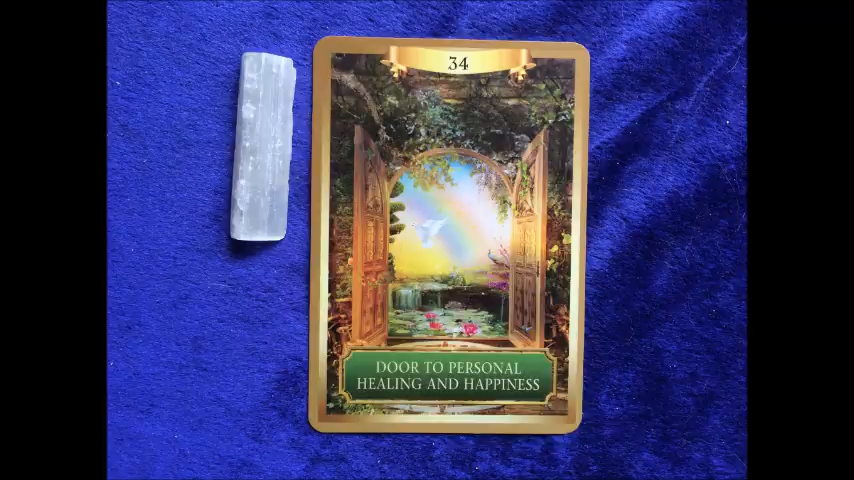 34
DOOR TO PERSONAL
HEALING AND HAPPINESS